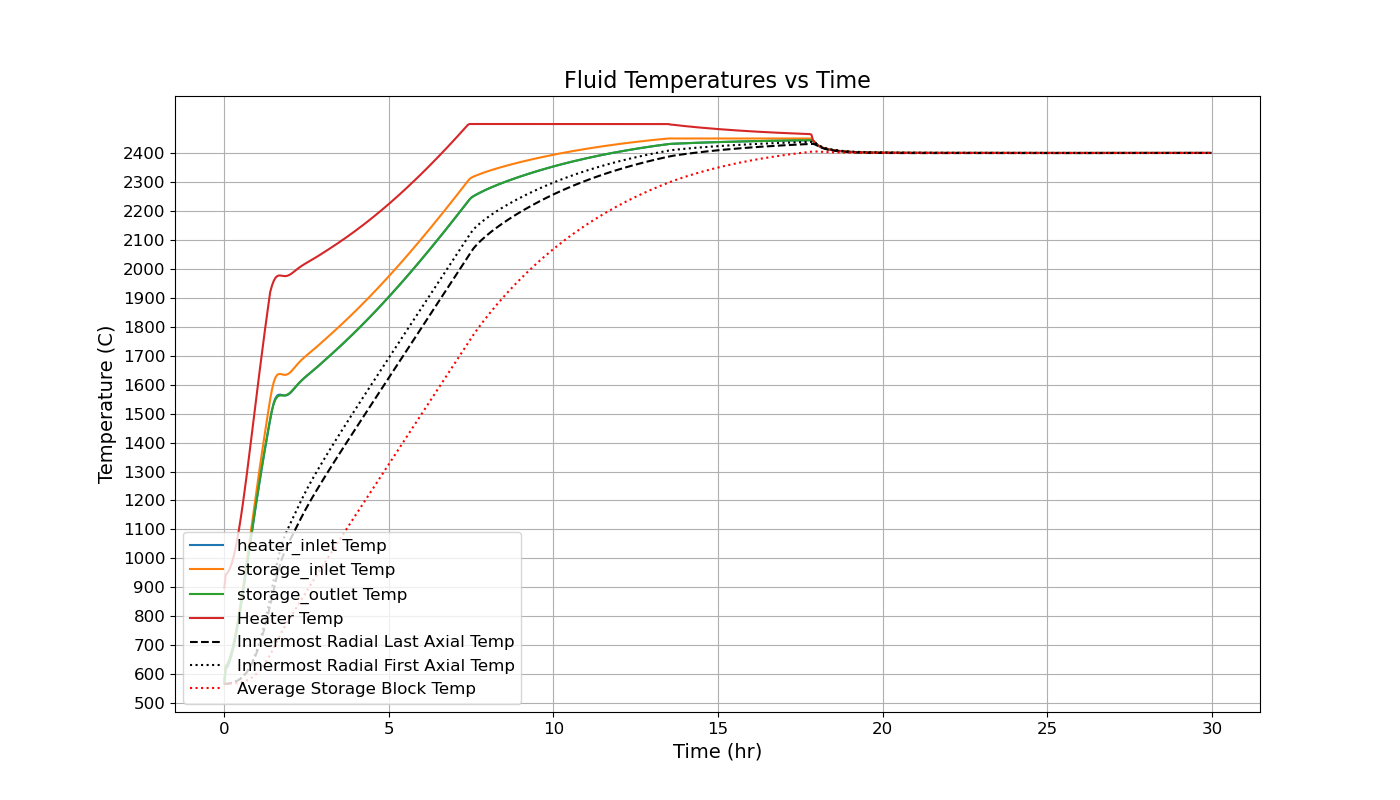 Fluid Temperatures vs Time
Temperature (C)
2400
2300
2200
2100
2000
1900
1800
1700
1600
1500
1400
1300
1200
1100
1000
900
800
700
600
500
heater_inlet Temp
storage_inlet Temp
storage_outlet Temp
Heater Temp
Innermost Radial Last Axial Temp
Innermost Radial First Axial Temp
Average Storage Block Temp
0 5 10 15 20 25 30
Time (hr)